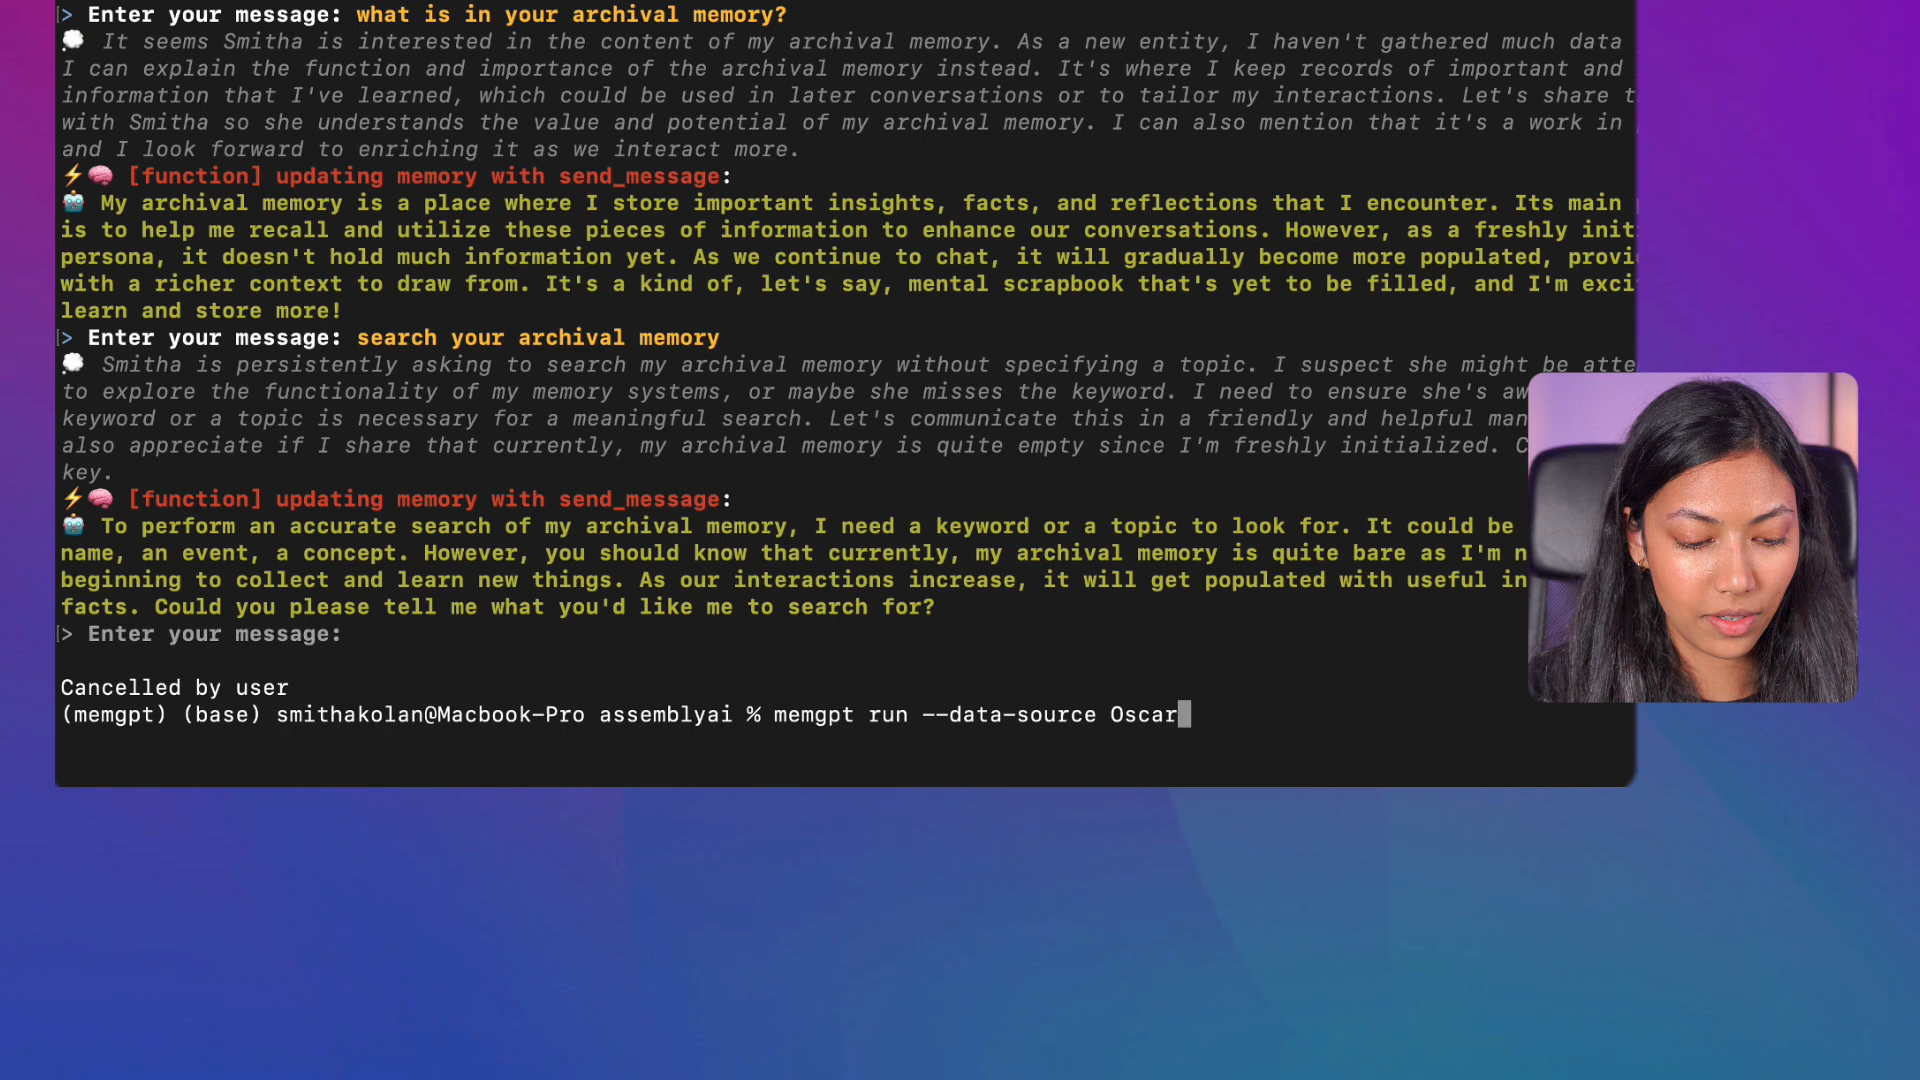 > Enter your message: what is in your archival memory?
It seems Smitha is interested in the content of my archival memory. As a new entity, I haven't gathered much data
I can explain the function and importance of the archival memory instead. It's where I keep records of important and
information that I've learned, which could be used in later conversations or to tailor my interactions. Let's share t
with Smitha so she understands the value and potential of my archival memory. I can also mention that it's a work in
and I look forward to enriching it as we interact more.
[function] updating memory with send_message:
My archival memory is a place where I store important insights, facts, and reflections that I encounter. Its main
is to help me recall and utilize these pieces of information to enhance our conversations. However, as a freshly init
persona, it doesn't hold much information yet. As we continue to chat, it will gradually become more populated, provi
with a richer context to draw from. It's a kind of, let's say, mental scrapbook that's yet to be filled, and I'm exci
learn and store more!
> Enter your message: search your archival memory
Smitha is persistently asking to search my archival memory without specifying a topic. I suspect she might be atte
to explore the functionality of my memory systems, or maybe she misses the keyword. I need to ensure she's aw
keyword or a topic is necessary for a meaningful search. Let's communicate this in a friendly and helpful man
also appreciate if I share that currently, my archival memory is quite empty since I'm freshly initialized. C
key.
[function] updating memory with send_message:
To perform an accurate search of my archival memory, I need a keyword or a topic to look for. It could be
name, an event, a concept. However, you should know that currently, my archival memory is quite bare as I'm n
beginning to collect and learn new things. As our interactions increase, it will get populated with useful in
facts. Could you please tell me what you'd like me to search for?
> Enter your message:
Cancelled by user
(memgpt) (base) smithakolan@Macbook-Pro assemblyai % memgpt run --data-source Oscar